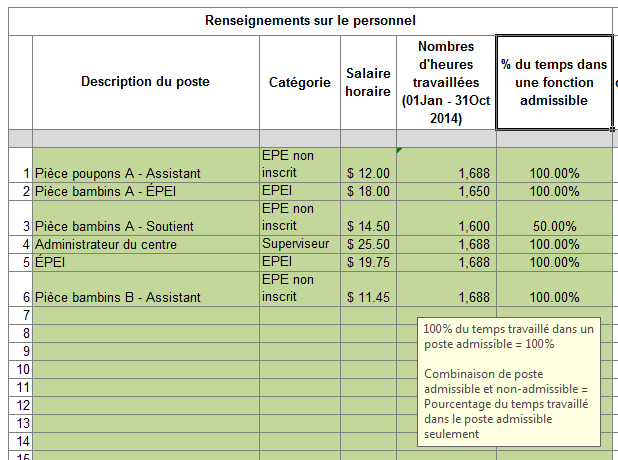 Renseignements sur le personnel
Description du poste
Catégorie
Salaire
horaire
Nombres
d'heures
travaillées
(01Jan - 31Oct
2014)
% du temps dans
une fonction
admissible
1 Pièce poupons A - Assistant EPE non inscrit $ 12.00 1,688 100.00%
2 Pièce bambins A - ÉPEI EPEI $ 18.00 1,650 100.00%
3 Pièce bambins A - Soutient EPE non inscrit $ 14.50 1,600 50.00%
4 Administrateur du centre Superviseur $ 25.50 1,688 100.00%
5 ÉPEI EPEI $ 19.75 1,688 100.00%
6 Pièce bambins B - Assistant EPE non inscrit $ 11.45 1,688 100.00%
7
8
9
10
11
12
13
14
15
100% du temps travaillé dans un
poste admissible = 100%
Combinaison de poste
admissible et non-admissible =
Pourcentage du temps travaillé
dans le poste admissible
seulement